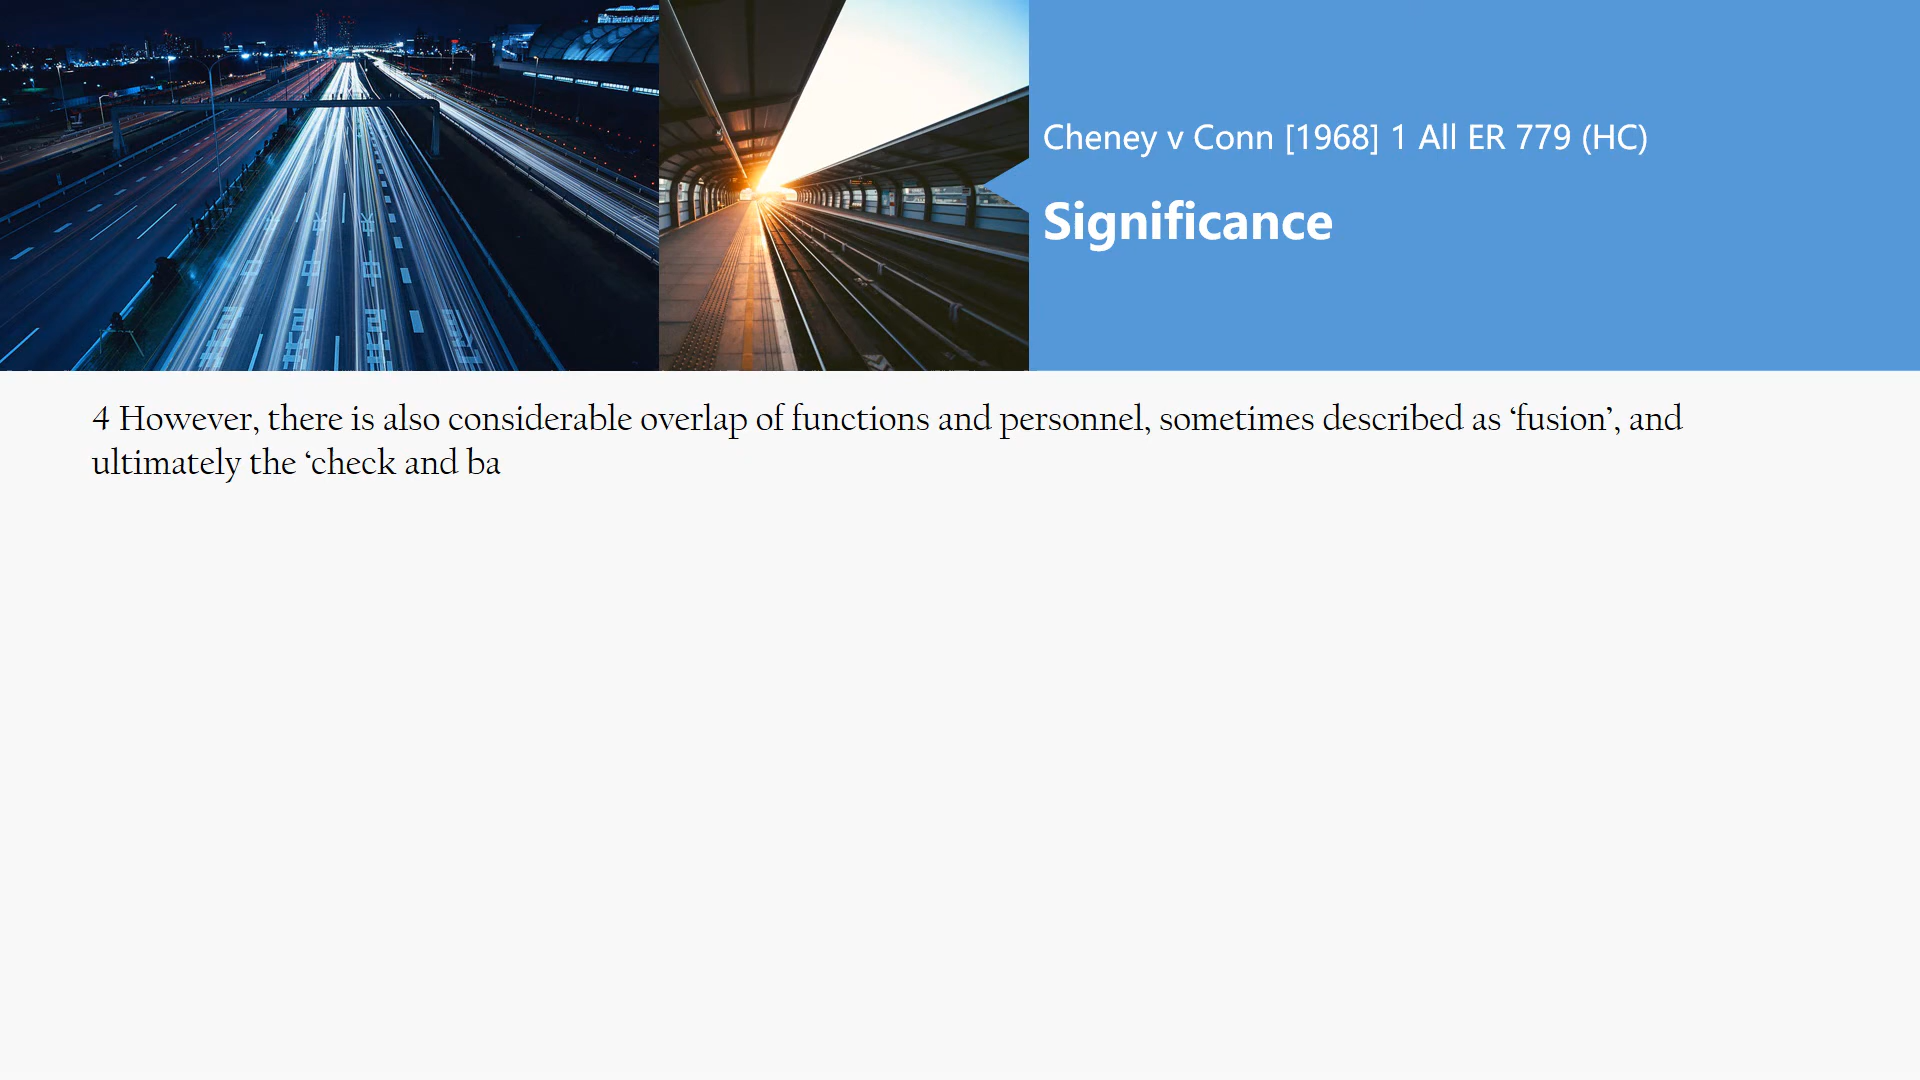 Cheney v Conn [1968] 1 All ER 779 (HC)
Significance
4 However, there is also considerable overlap of functions and personnel, sometimes described as ‘fusion’, and
ultimately the ‘check and ba